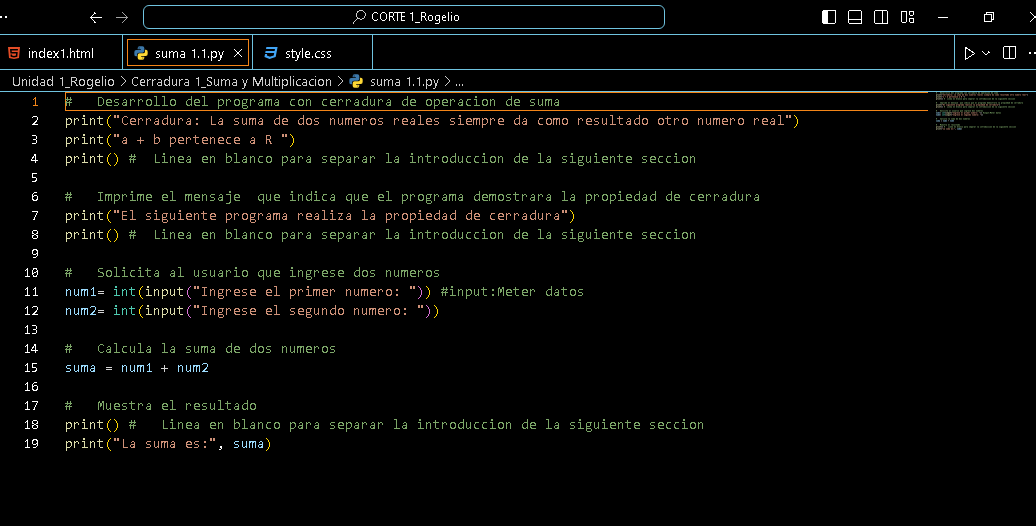 CORTE 1_Rogelio
index1.html suma 1.1.py style.css
Unidad 1_Rogelio > Cerradura 1_Suma y Multiplicacion > suma 1.1.py > ...
1 #   Desarrollo del programa con cerradura de operacion de suma
2 print("Cerradura: La suma de dos numeros reales siempre da como resultado otro numero real")
3 print("a + b pertenece a R ")
4 print() #  Linea en blanco para separar la introduccion de la siguiente seccion
5
6 #   Imprime el mensaje  que indica que el programa demostrara la propiedad de cerradura
7 print("El siguiente programa realiza la propiedad de cerradura")
8 print() #  Linea en blanco para separar la introduccion de la siguiente seccion
9
10 #   Solicita al usuario que ingrese dos numeros
11 num1= int(input("Ingrese el primer numero: ")) #input:Meter datos
12 num2= int(input("Ingrese el segundo numero: "))
13
14 #   Calcula la suma de dos numeros
15 suma = num1 + num2
16
17 #   Muestra el resultado
18 print() #   Linea en blanco para separar la introduccion de la siguiente seccion
19 print("La suma es:", suma)